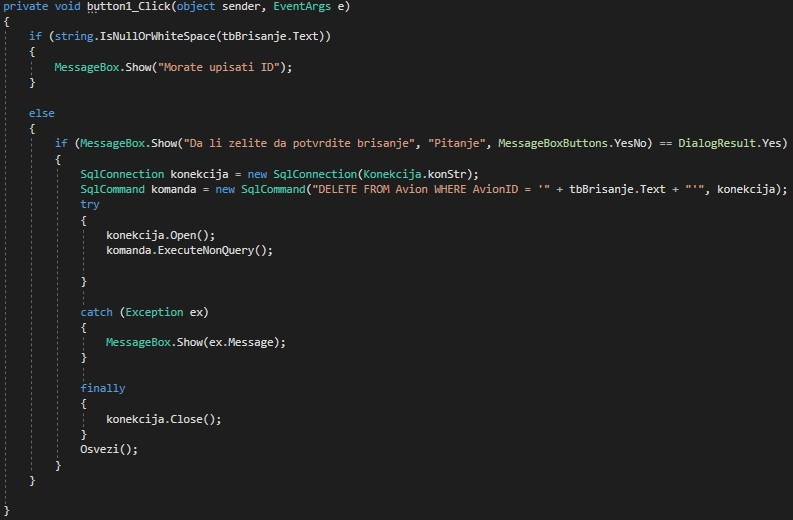 private void button1_Click(object sender, EventArgs e)
{
if (string.IsNullOrWhiteSpace(tbBrisanje.Text))
{
MessageBox.Show("Morate upisati ID");
}
else
{
if (MessageBox.Show("Da li zelite da potvrdite brisanje", "Pitanje", MessageBoxButtons.YesNo) == DialogResult.Yes)
{
SqlConnection konekcija = new SqlConnection(Konekcija.konStr);
SqlCommand komanda = new SqlCommand("DELETE FROM Avion WHERE AvionID = '" + tbBrisanje.Text + "'", konekcija);
try
{
konekcija.Open();
komanda.ExecuteNonQuery();
}
catch (Exception ex)
{
MessageBox.Show(ex.Message);
}
finally
{
konekcija.Close();
}
Osvezi();
}
}
}